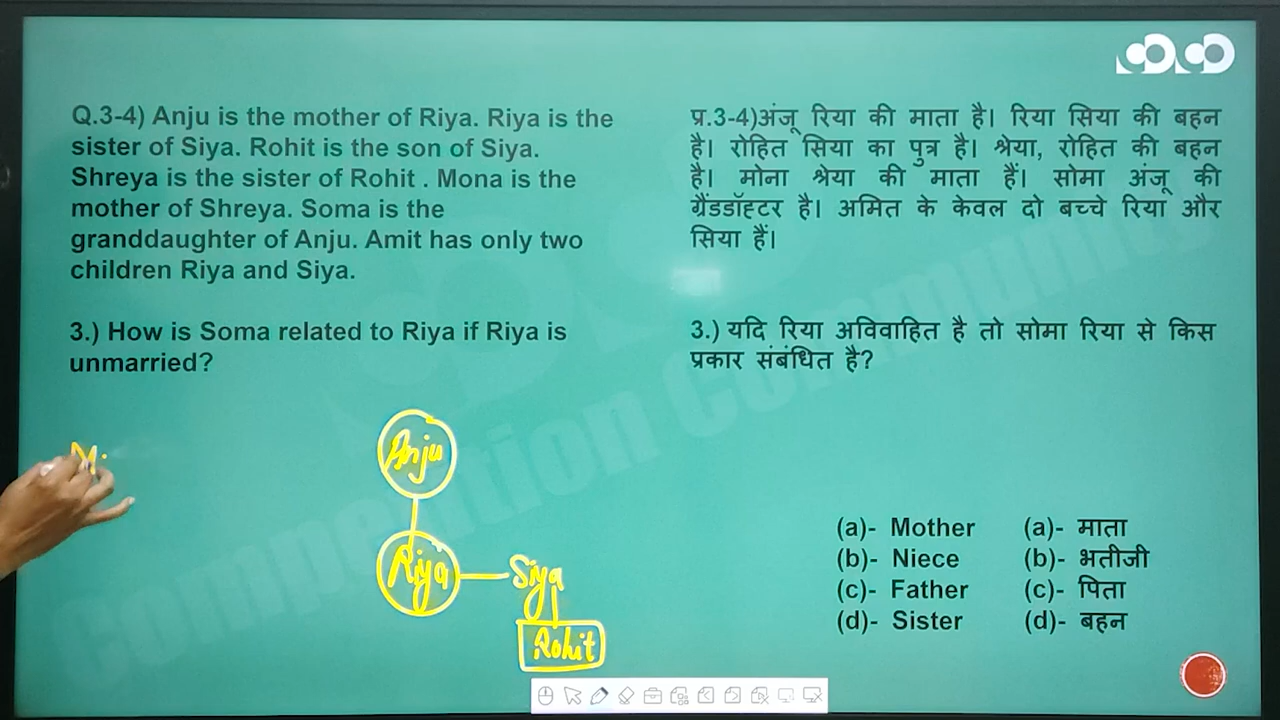 Q.3-4) Anju is the mother of Riya. Riya is the
sister of Siya. Rohit is the son of Siya.
Shreya is the sister of Rohit . Mona is the
mother of Shreya. Soma is the
granddaughter of Anju. Amit has only two
children Riya and Siya.
3.) How is Soma related to Riya if Riya is
unmarried?
प्र.3-4)अंजू रिया की माता है। रिया सिया की बहन
है। रोहित सिया का पुत्र है। श्रेया, रोहित की बहन
है। मोना श्रेया की माता हैं। सोमा अंजू की
ग्रैंडडॉह्टर है। अमित के केवल दो बच्चे रिया और
सिया हैं।
3.) यदि रिया अविवाहित है तो सोमा रिया से किस
प्रकार संबंधित है?
Anju
Riya
Siya
Rohit
(a)- Mother (a)- माता
(b)- Niece (b)- भतीजी
(c)- Father (c)- पिता
(d)- Sister (d)- बहन
Competition Community